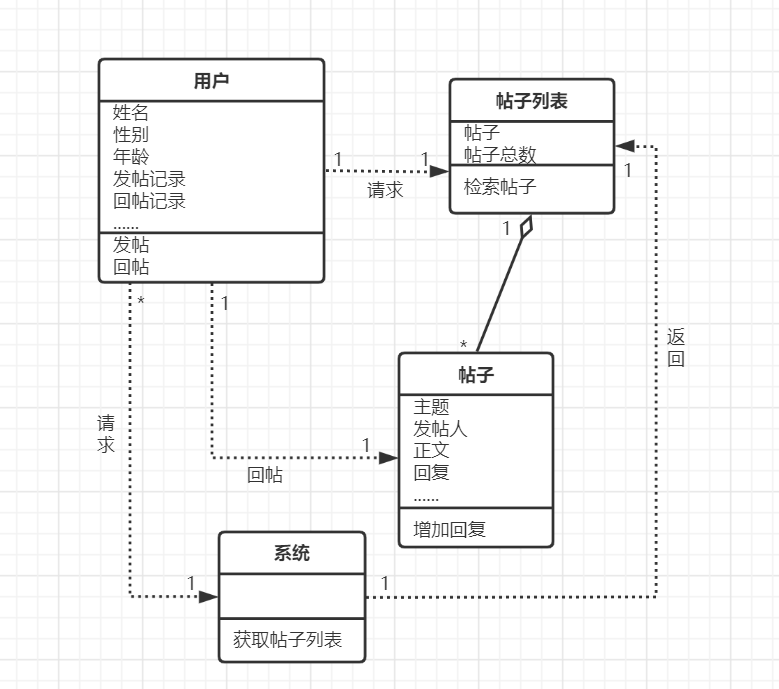 用户
姓名
性别
年龄
发帖记录
回帖记录
......
发帖
回帖
帖子列表
帖子
帖子总数
检索帖子
1
1
请求
1
1
*
*
1
请
求
返
回
帖子
主题
发帖人
正文
回复
......
增加回复
1
回帖
系统
获取帖子列表
1
1